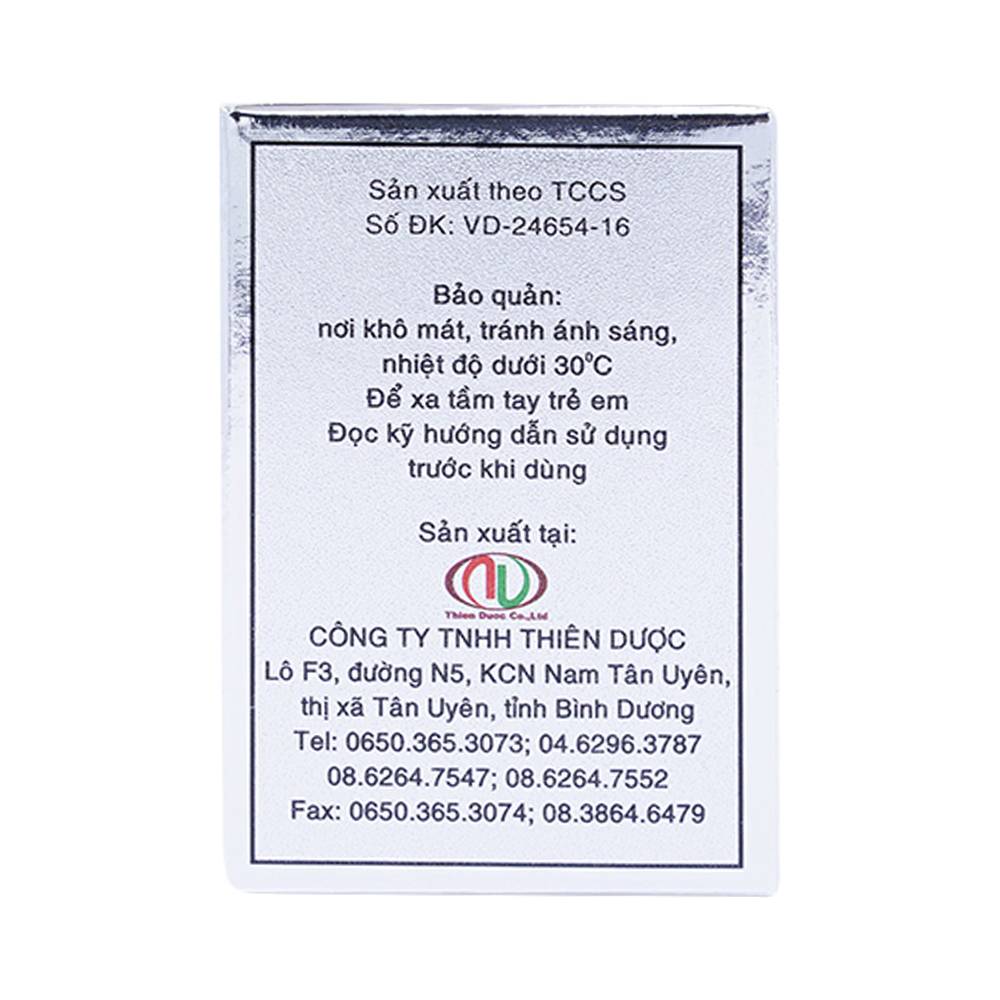 Sản xuất theo TCCS
Số ĐK: VD-24654-16
Bảo quản:
nơi khô mát, tránh ánh sáng,
nhiệt độ dưới 30⁰C
Để xa tầm tay trẻ em
Đọc kỹ hướng dẫn sử dụng
trước khi dùng
Sản xuất tại:
Thien Duoc Co.,Ltd
CÔNG TY TNHH THIÊN DƯỢC
Lô F3, đường N5, KCN Nam Tân Uyên,
thị xã Tân Uyên, tỉnh Bình Dương
Tel: 0650.365.3073; 04.6296.3787
08.6264.7547; 08.6264.7552
Fax: 0650.365.3074; 08.3864.6479